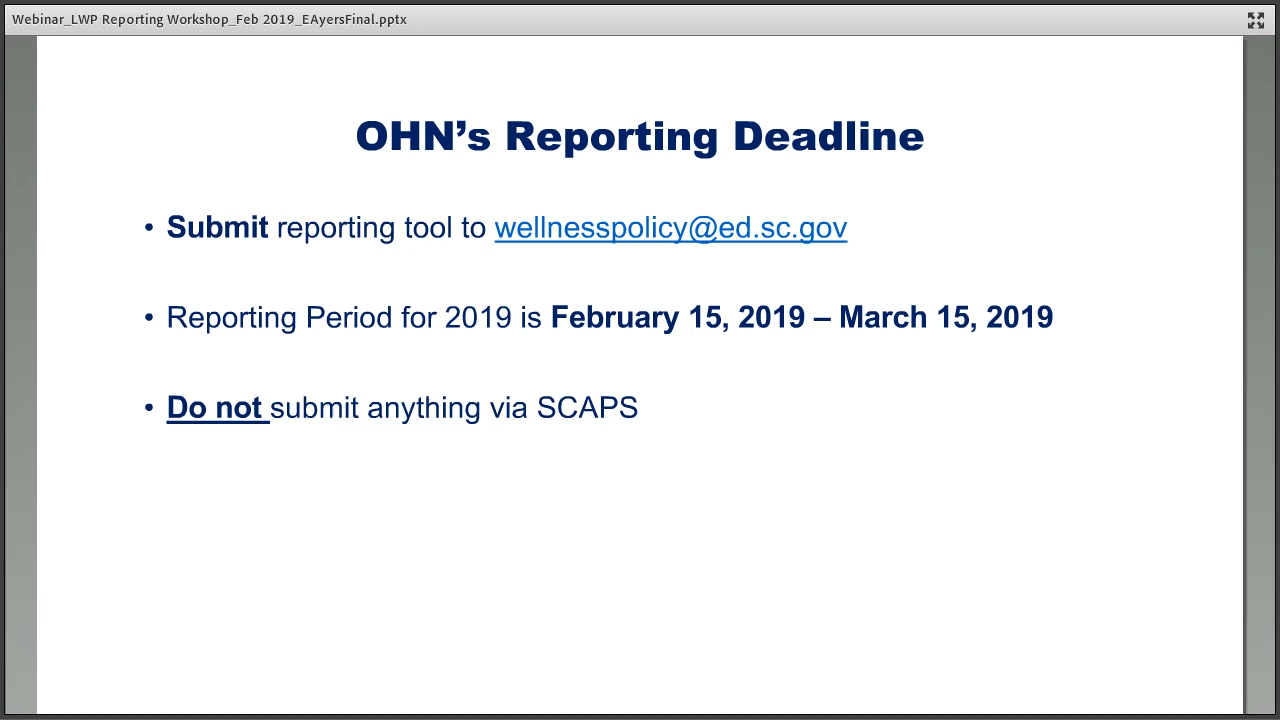 Webinar_LWP Reporting Workshop_Feb 2019_EAyersFinal.pptx
OHN’s Reporting Deadline
• Submit reporting tool to wellnesspolicy@ed.sc.gov
• Reporting Period for 2019 is February 15, 2019 – March 15, 2019
• Do not submit anything via SCAPS